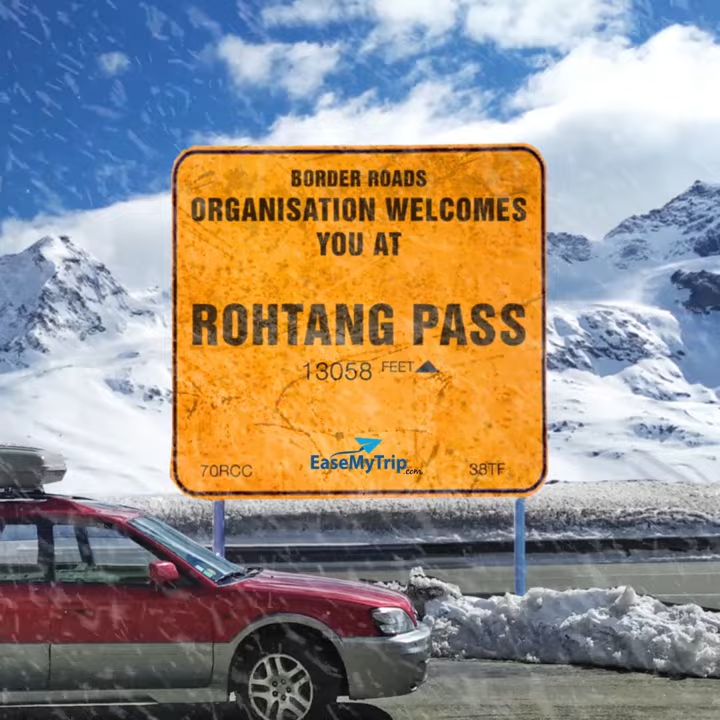 BORDER ROADS
ORGANISATION WELCOMES
YOU AT
ROHTANG PASS
13058 FEET
EaseMyTrip.com
70RCC
38TF